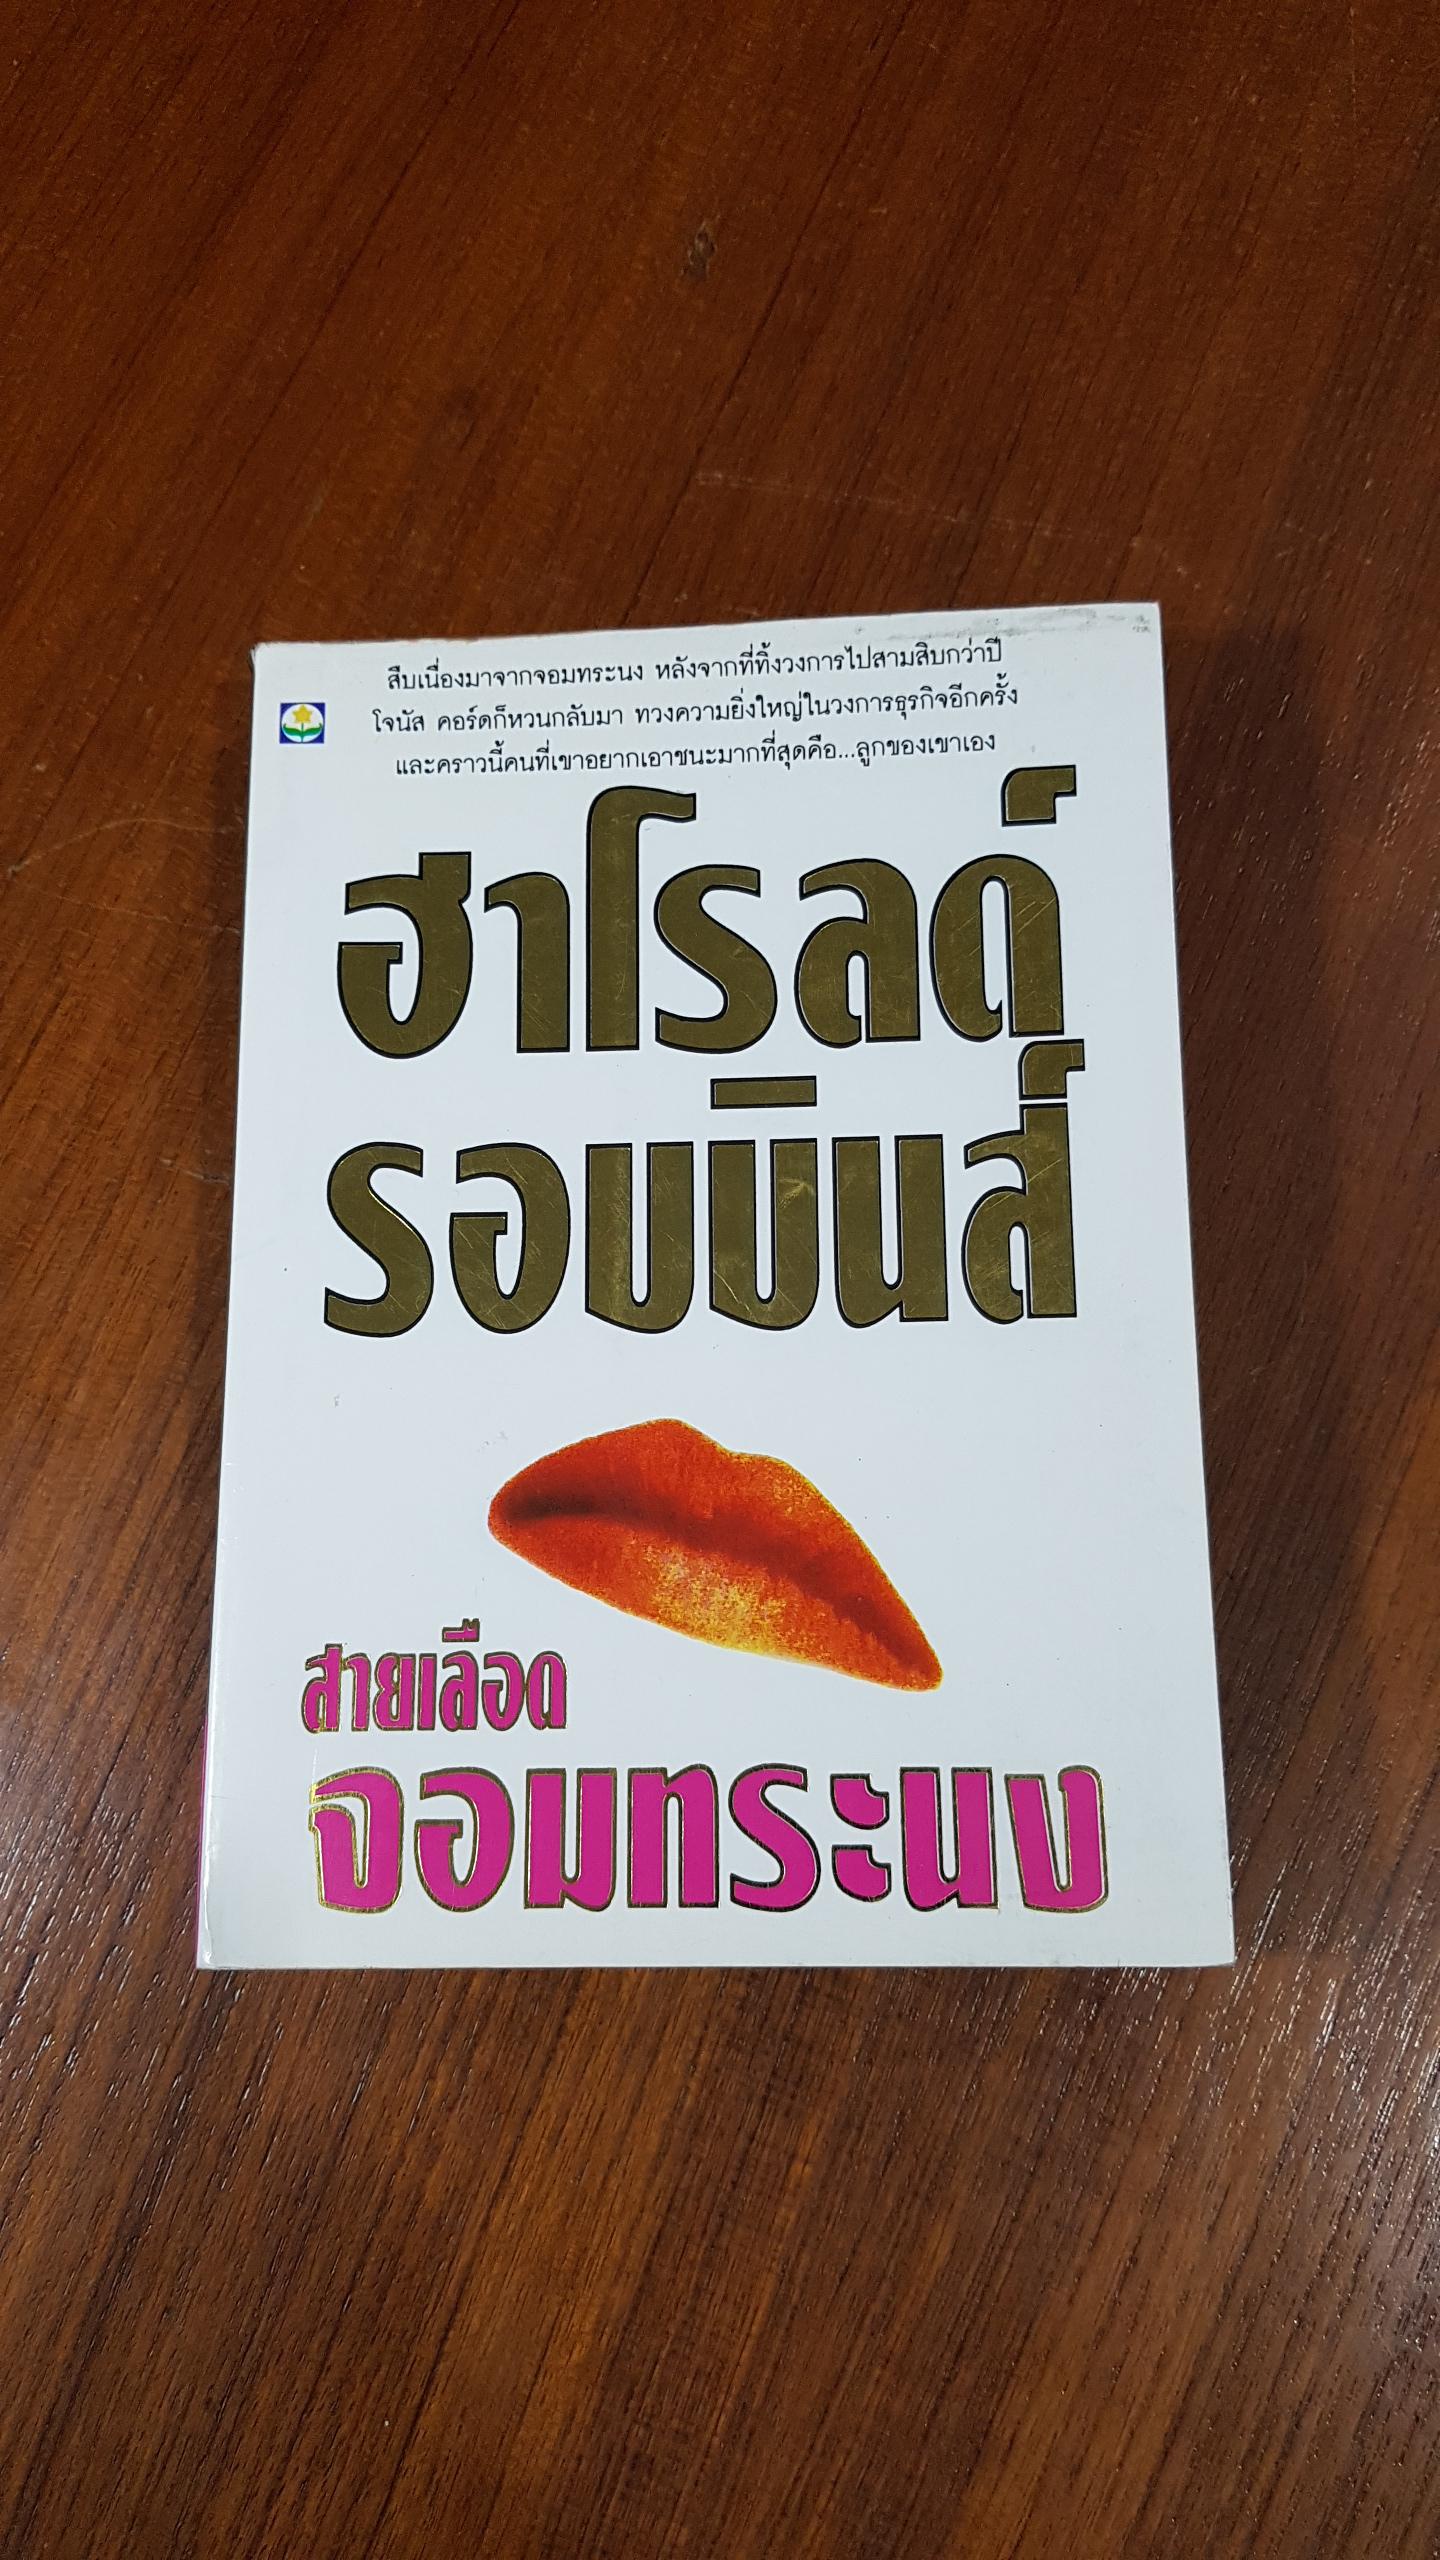 สืบเนื่องมาจากจอมทระนง หลังจากที่ทิ้งวงการไปสามสิบกว่าปี
โจนัส คอร์ดก็หวนกลับมา ทวงความยิ่งใหญ่ในวงการธุรกิจอีกครั้ง
และคราวนี้คนที่เขาอยากเอาชนะมากที่สุดคือ...ลูกของเขาเอง
ฮาโรลด์
รอบบินส์
สายเลือด
จอมทระนง